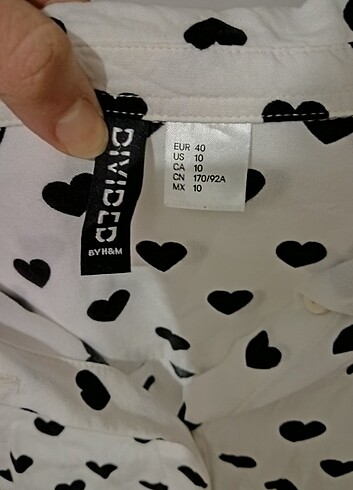 DIVIDED
BY H&M
EUR 40
US 10
CA 10
CN 170/92A
MX 10